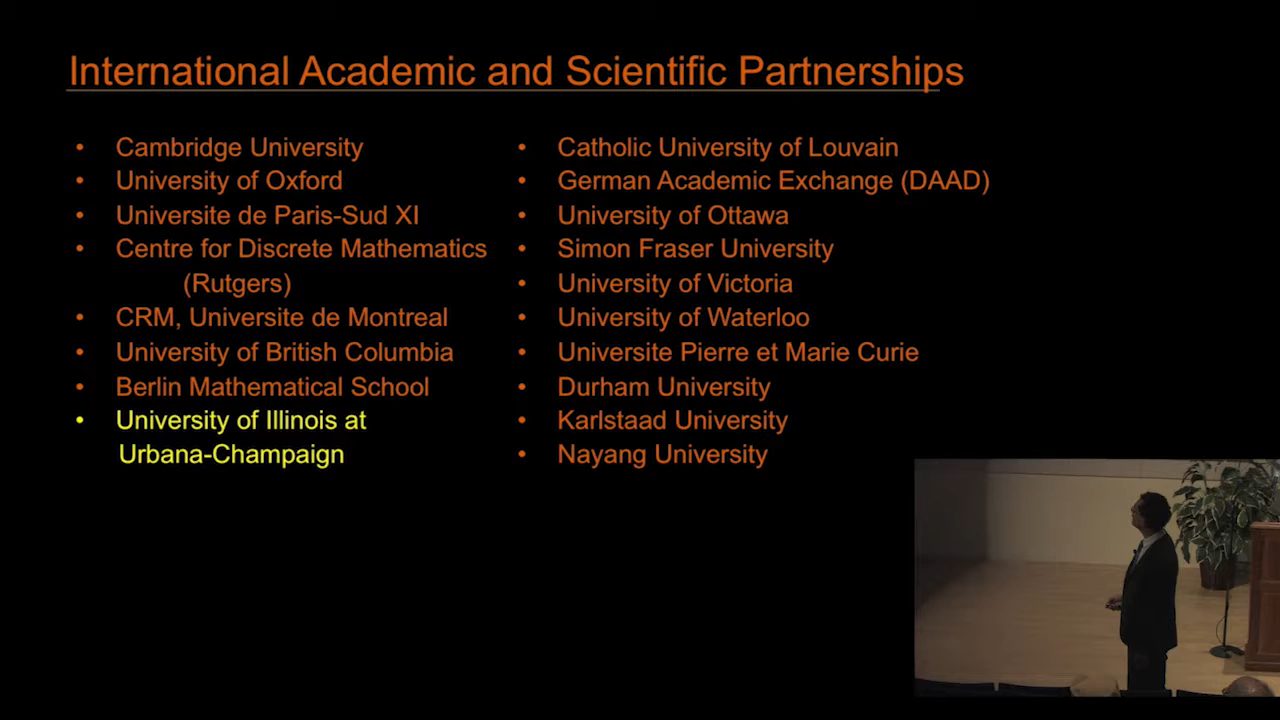 International Academic and Scientific Partnerships
• Cambridge University
• University of Oxford
• Universite de Paris-Sud XI
• Centre for Discrete Mathematics
(Rutgers)
• CRM, Universite de Montreal
• University of British Columbia
• Berlin Mathematical School
• University of Illinois at
Urbana-Champaign
• Catholic University of Louvain
• German Academic Exchange (DAAD)
• University of Ottawa
• Simon Fraser University
• University of Victoria
• University of Waterloo
• Universite Pierre et Marie Curie
• Durham University
• Karlstaad University
• Nayang University